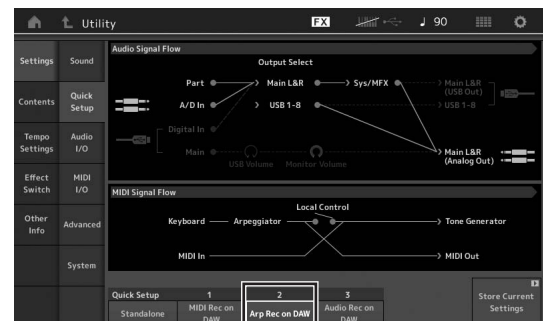 Utility
FX
♩ 90
Settings
Sound
Contents
Quick
Setup
Tempo
Settings
Audio
I/O
Effect
Switch
MIDI
I/O
Other
Info
Advanced
System
Audio Signal Flow
Output Select
Part
Main L&R
Sys/MFX
Main L&R
(USB Out)
A/D In
USB 1-8
USB 1-8
Digital In
Main
USB Volume
Monitor Volume
Main L&R
(Analog Out)
MIDI Signal Flow
Local Control
Keyboard
Arpeggiator
Tone Generator
MIDI In
MIDI Out
Quick Setup
1
2
3
Standalone
MIDI Rec on
DAW
Arp Rec on DAW
Audio Rec on
DAW
Store Current
Settings